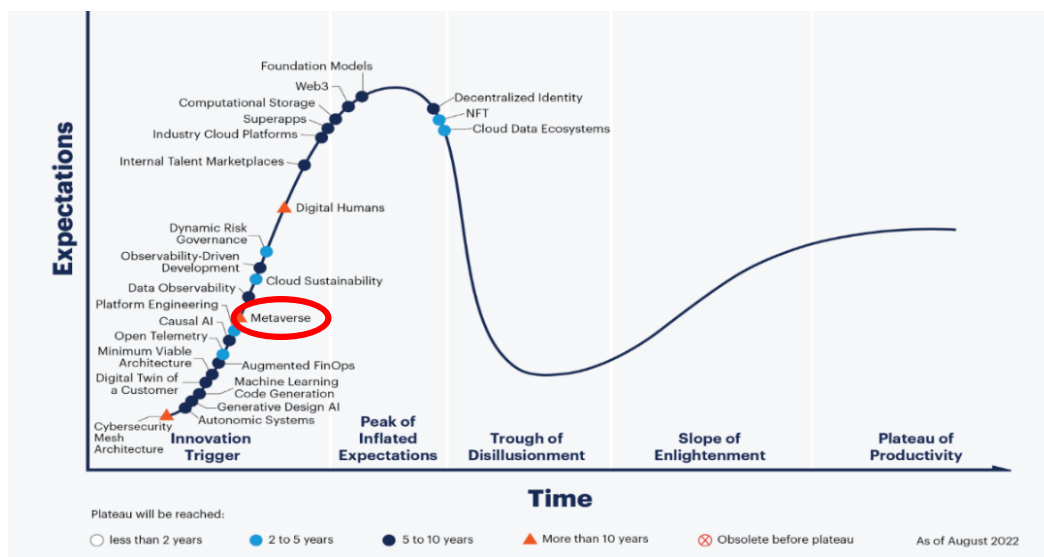 Expectations
Foundation Models
Web3
Computational Storage
Superapps
Industry Cloud Platforms
Internal Talent Marketplaces
Decentralized Identity
NFT
Cloud Data Ecosystems
Digital Humans
Dynamic Risk
Governance
Observability-Driven
Development
Cloud Sustainability
Data Observability
Platform Engineering
Metaverse
Causal AI
Open Telemetry
Minimum Viable
Architecture
Augmented FinOps
Digital Twin of
a Customer
Machine Learning
Code Generation
Generative Design AI
Autonomic Systems
Cybersecurity
Mesh
Architecture
Innovation
Trigger
Peak of
Inflated
Expectations
Trough of
Disillusionment
Slope of
Enlightenment
Plateau of
Productivity
Time
Plateau will be reached:
less than 2 years
2 to 5 years
5 to 10 years
More than 10 years
Obsolete before plateau
As of August 2022